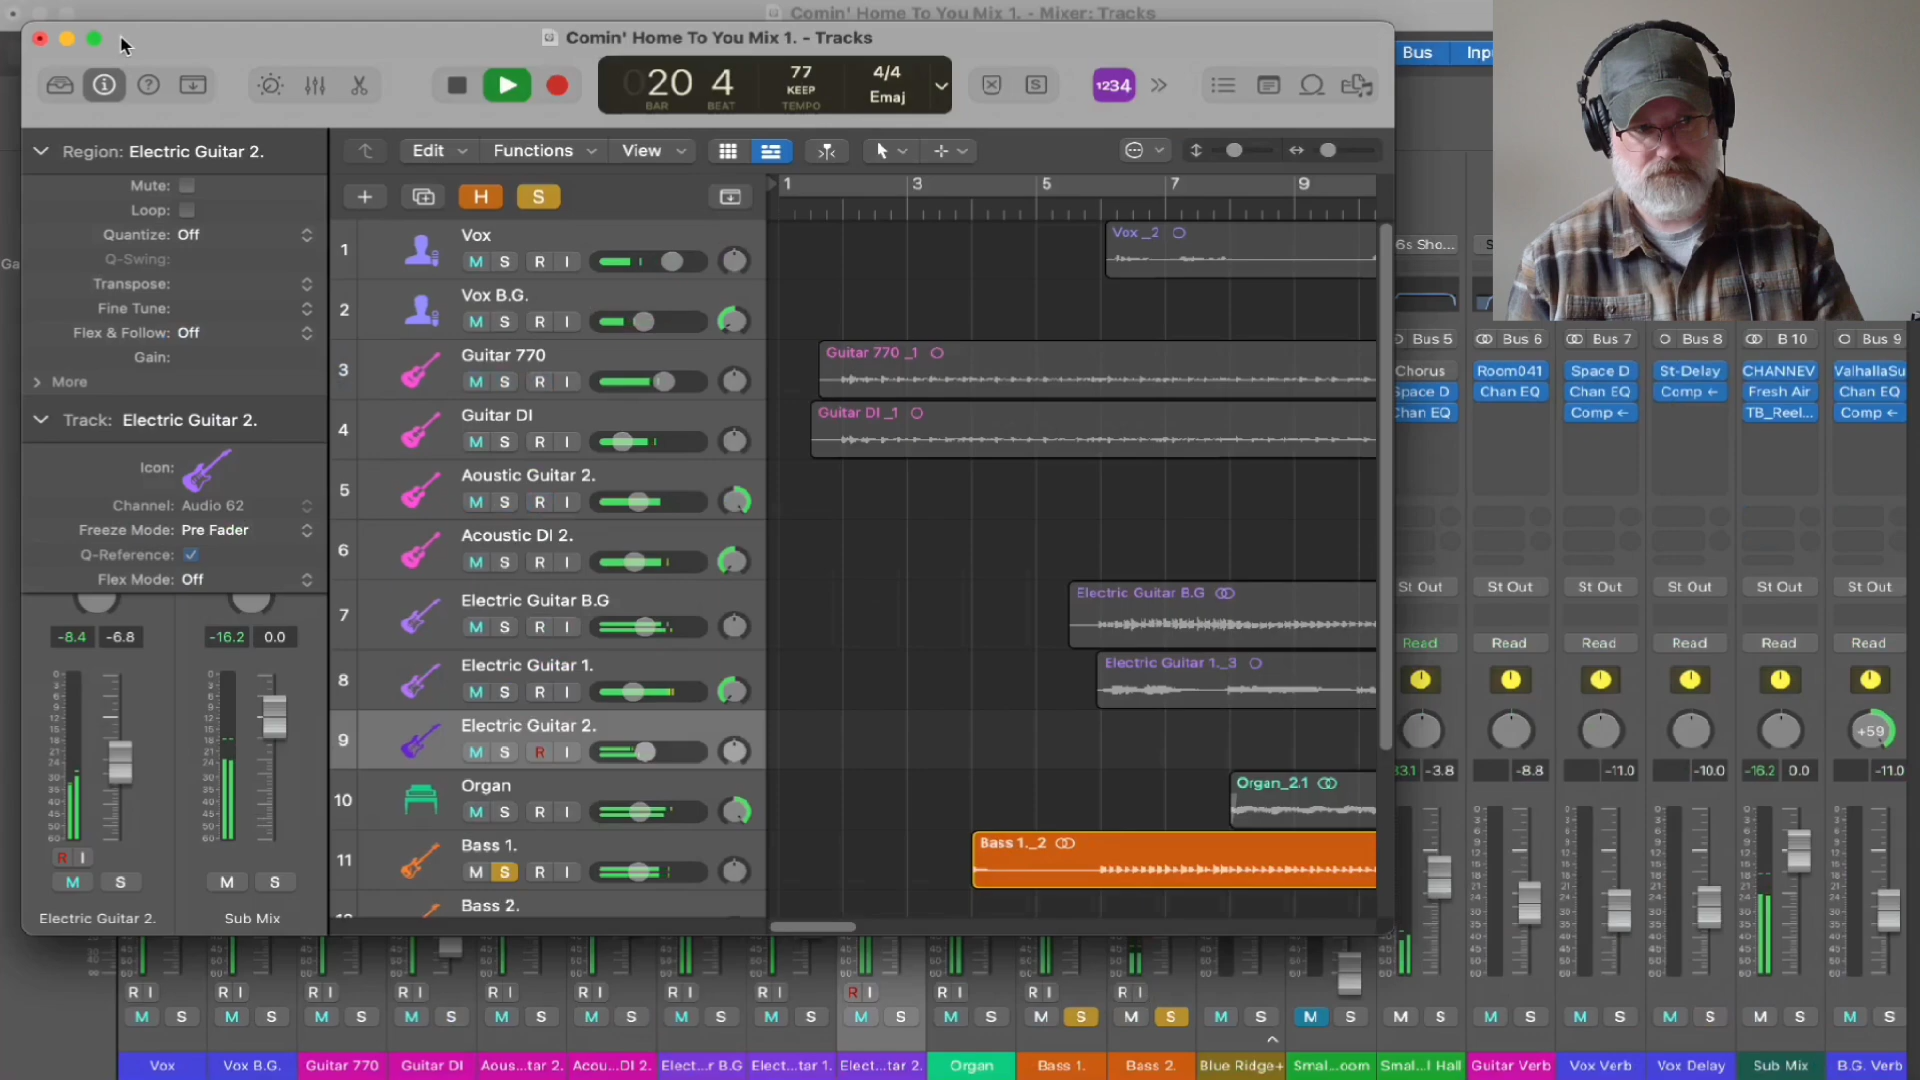 Comin' Home To You Mix 1. - Mixer: Tracks
Comin' Home To You Mix 1. - Tracks
Bus
20 4
BAR BEAT
77
KEEP
TEMPO
4/4
Emaj
1234
Region: Electric Guitar 2.
Edit Functions View
Mute:
Loop:
Quantize: Off
Q-Swing:
Transpose:
Fine Tune:
Flex & Follow: Off
Gain:
More
Track: Electric Guitar 2.
Icon:
Channel: Audio 62
Freeze Mode: Pre Fader
Q-Reference:
Flex Mode: Off
H S
1 3 5 7 9
1 Vox
M S R I
Vox _2
2 Vox B.G.
M S R I
3 Guitar 770
M S R I
Guitar 770 _1
4 Guitar DI
M S R I
Guitar DI _1
5 Aoustic Guitar 2.
M S R I
6 Acoustic DI 2.
M S R I
7 Electric Guitar B.G
M S R I
Electric Guitar B.G
8 Electric Guitar 1.
M S R I
Electric Guitar 1._3
9 Electric Guitar 2.
M S R I
10 Organ
M S R I
Organ_2.1
11 Bass 1.
M S R I
Bass 1._2
Bass 2.
-8.4 -6.8 -16.2 0.0
R I
M S M S
Electric Guitar 2. Sub Mix
6s Sho...
Bus 5 Bus 6 Bus 7 Bus 8 B 10 Bus 9
Chorus Room041 Space D St-Delay CHANNEV ValhallaSu
Space D Chan EQ Chan EQ Comp Fresh Air Chan EQ
Chan EQ Comp TB_Reel... Comp
St Out St Out St Out St Out St Out St Out
Read Read Read Read Read Read
+59
33.1 -3.8 -8.8 -11.0 -10.0 -16.2 0.0 -11.0
R I R I R I R I R I R I R I R I R I R I R I R I
M S M S M S M S M S M S M S M S M S M S M S M S M S M S M S M S M S M S M S M S
Vox Vox B.G. Guitar 770 Guitar DI Aous...tar 2. Acou...DI 2. Elect...r B.G Elect...tar 1. Elect...tar 2. Organ Bass 1. Bass 2. Blue Ridge+ Smal...oom Smal...l Hall Guitar Verb Vox Verb Vox Delay Sub Mix B.G. Verb